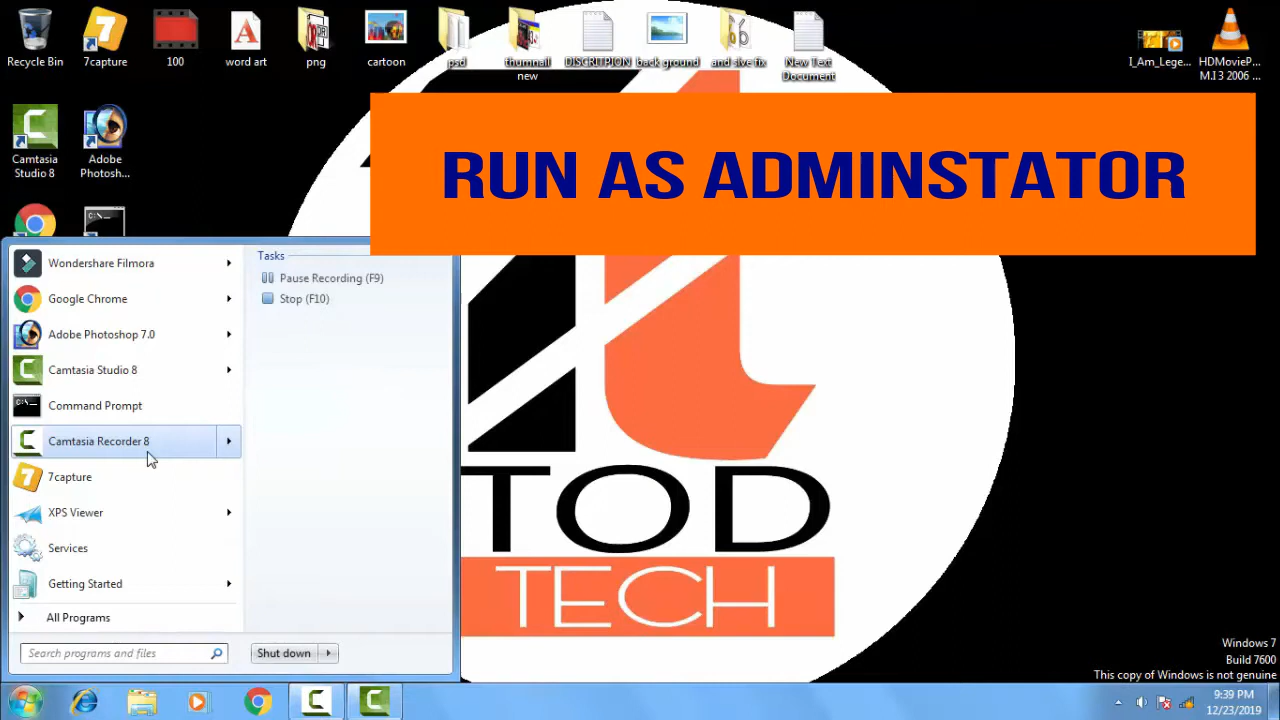 Recycle Bin
7capture
100
word art
png
cartoon
psd
thumnail
new
DISCRITPION
back ground
and sive fix
New Text
Document
I_Am_Lege...
HDMovieP...
M.I 3 2006 ...
Camtasia
Studio 8
Adobe
Photosh...
RUN AS ADMINSTATOR
Wondershare Filmora
Google Chrome
Adobe Photoshop 7.0
Camtasia Studio 8
Command Prompt
Camtasia Recorder 8
7capture
XPS Viewer
Services
Getting Started
All Programs
Search programs and files
Shut down
Tasks
Pause Recording (F9)
Stop (F10)
TOD
TECH
Windows 7
Build 7600
This copy of Windows is not genuine
9:39 PM
12/23/2019